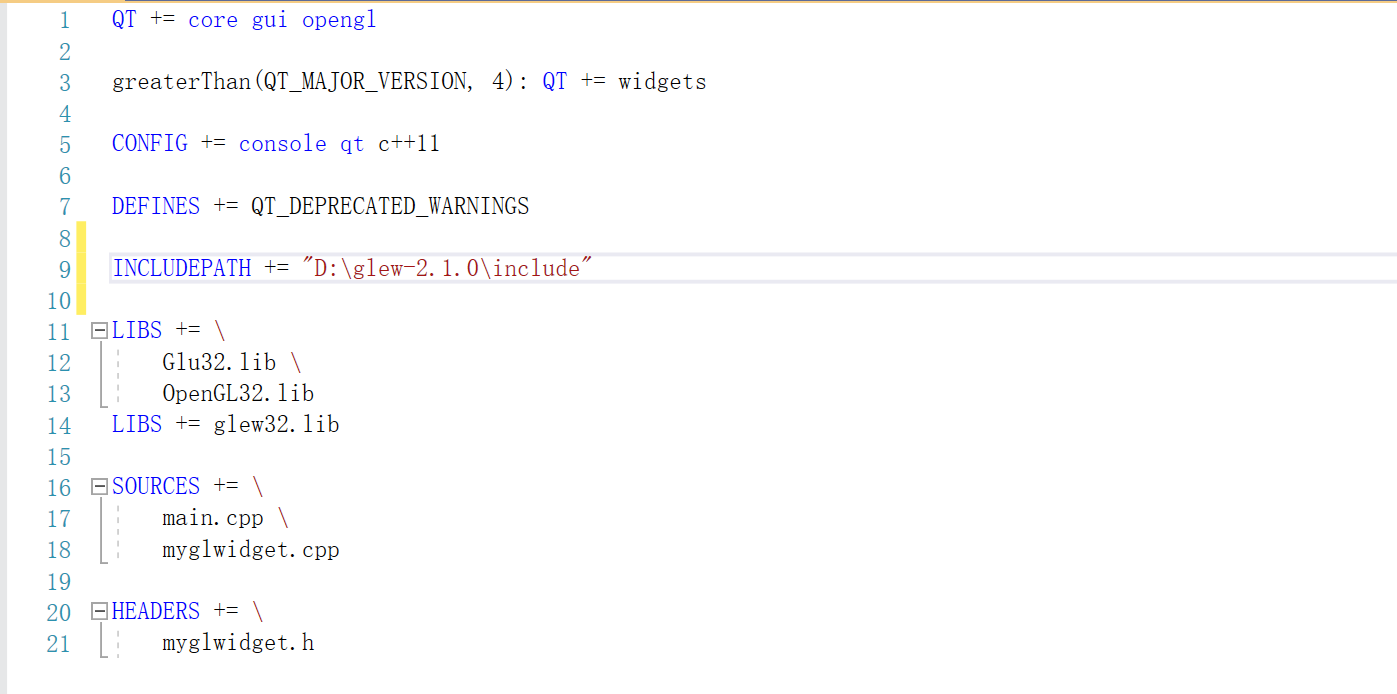 1 QT += core gui opengl
2
3 greaterThan(QT_MAJOR_VERSION, 4): QT += widgets
4
5 CONFIG += console qt c++11
6
7 DEFINES += QT_DEPRECATED_WARNINGS
8
9 INCLUDEPATH += "D:\glew-2.1.0\include"
10
11 LIBS += \
12 Glu32.lib \
13 OpenGL32.lib
14 LIBS += glew32.lib
15
16 SOURCES += \
17 main.cpp \
18 myglwidget.cpp
19
20 HEADERS += \
21 myglwidget.h